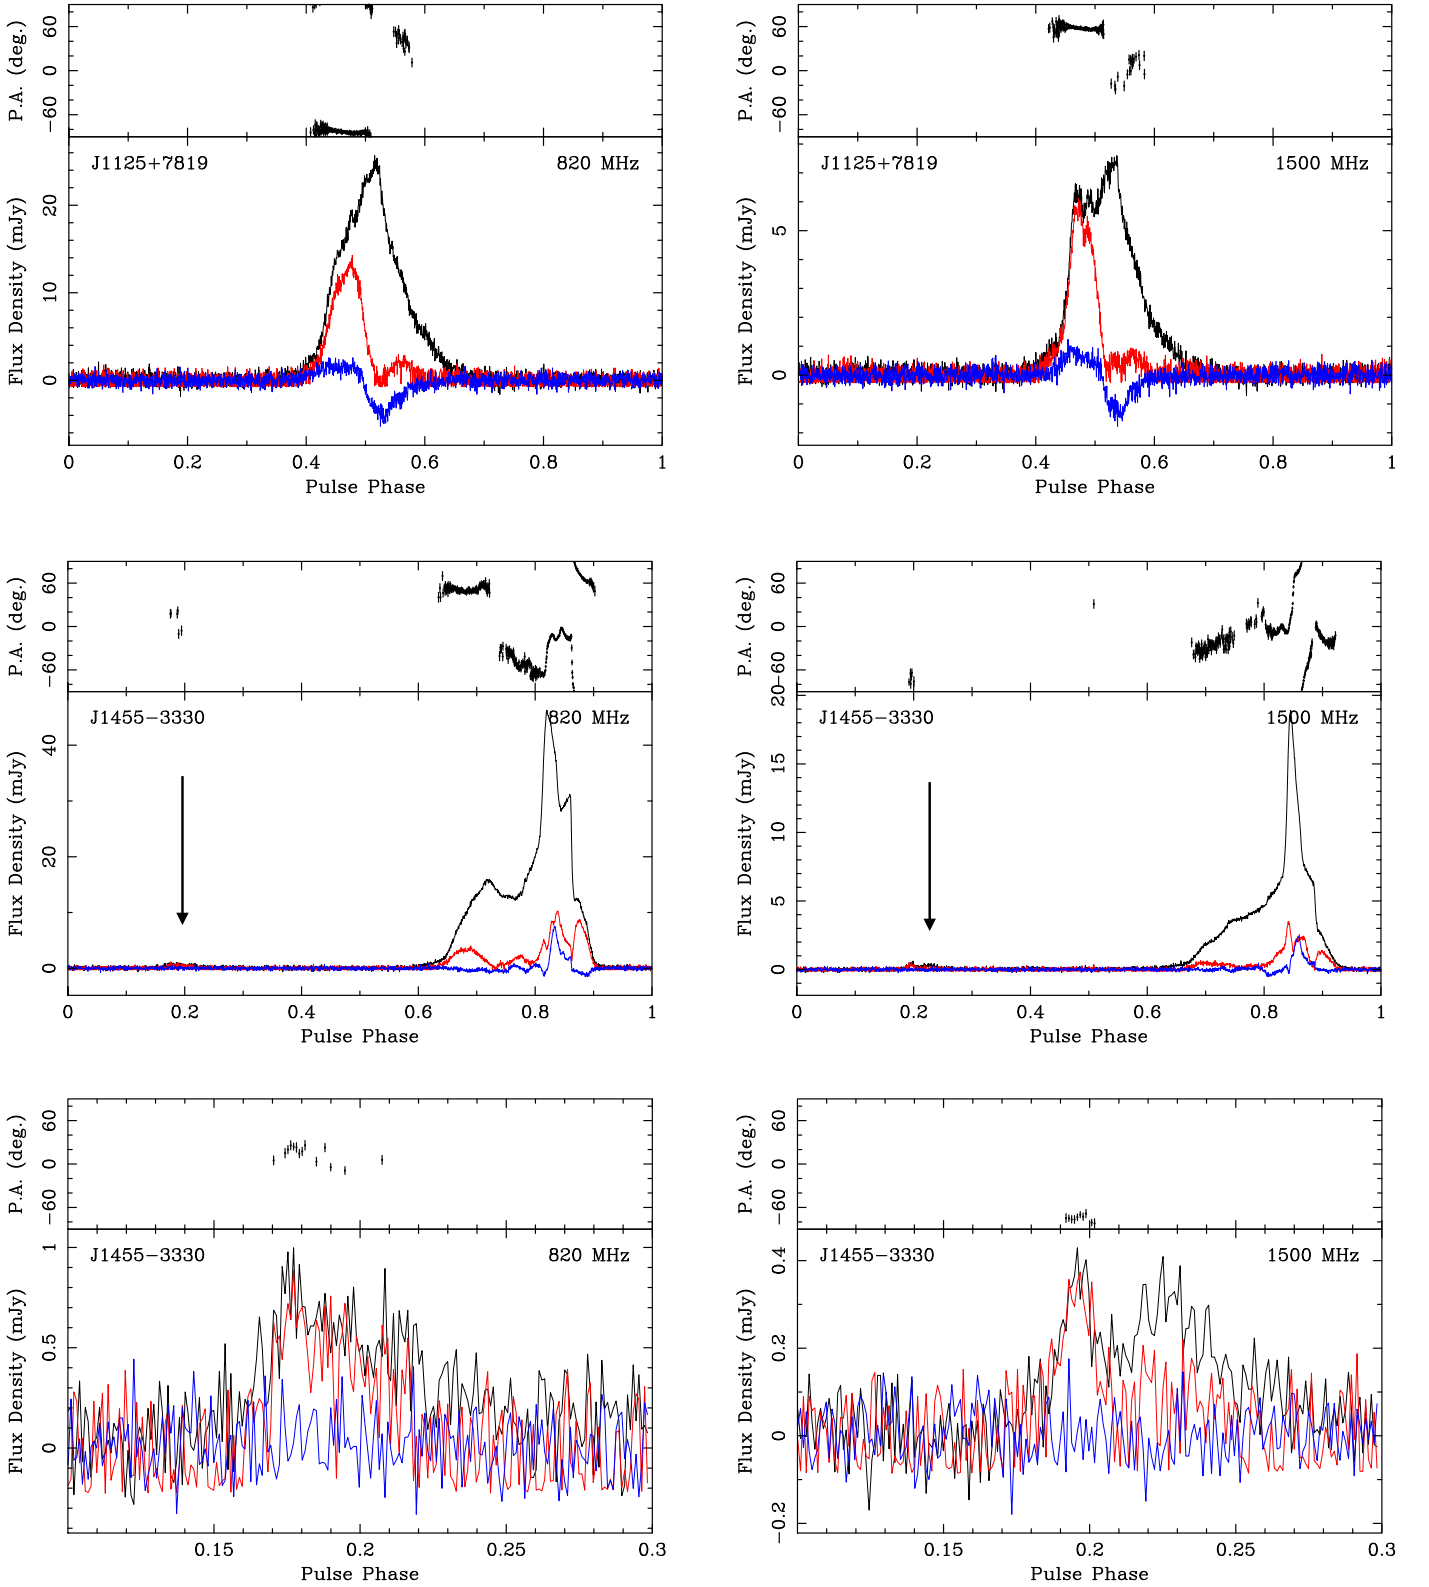 P.A. (deg.)
60
0
−60
J1125+7819
820 MHz
Flux Density (mJy)
20
10
0
0
0.2
0.4
0.6
0.8
1
Pulse Phase
P.A. (deg.)
60
0
−60
J1125+7819
1500 MHz
Flux Density (mJy)
5
0
0
0.2
0.4
0.6
0.8
1
Pulse Phase
P.A. (deg.)
60
0
−60
J1455−3330
820 MHz
Flux Density (mJy)
40
20
0
0
0.2
0.4
0.6
0.8
1
Pulse Phase
P.A. (deg.)
60
0
−60
J1455−3330
1500 MHz
Flux Density (mJy)
20
15
10
5
0
0
0.2
0.4
0.6
0.8
1
Pulse Phase
P.A. (deg.)
60
0
−60
J1455−3330
820 MHz
Flux Density (mJy)
1
0.5
0
0.15
0.2
0.25
0.3
Pulse Phase
P.A. (deg.)
60
0
−60
J1455−3330
1500 MHz
Flux Density (mJy)
0.4
0.2
0
−0.2
0.15
0.2
0.25
0.3
Pulse Phase